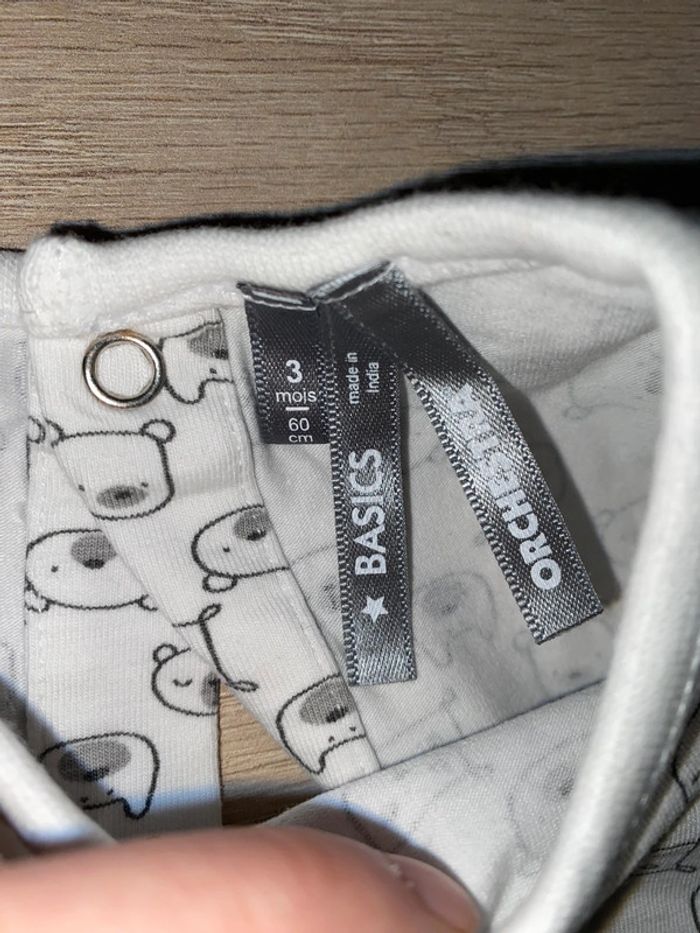 3
mois
60
cm
made in
India
★ BASICS
ORCHESTRA